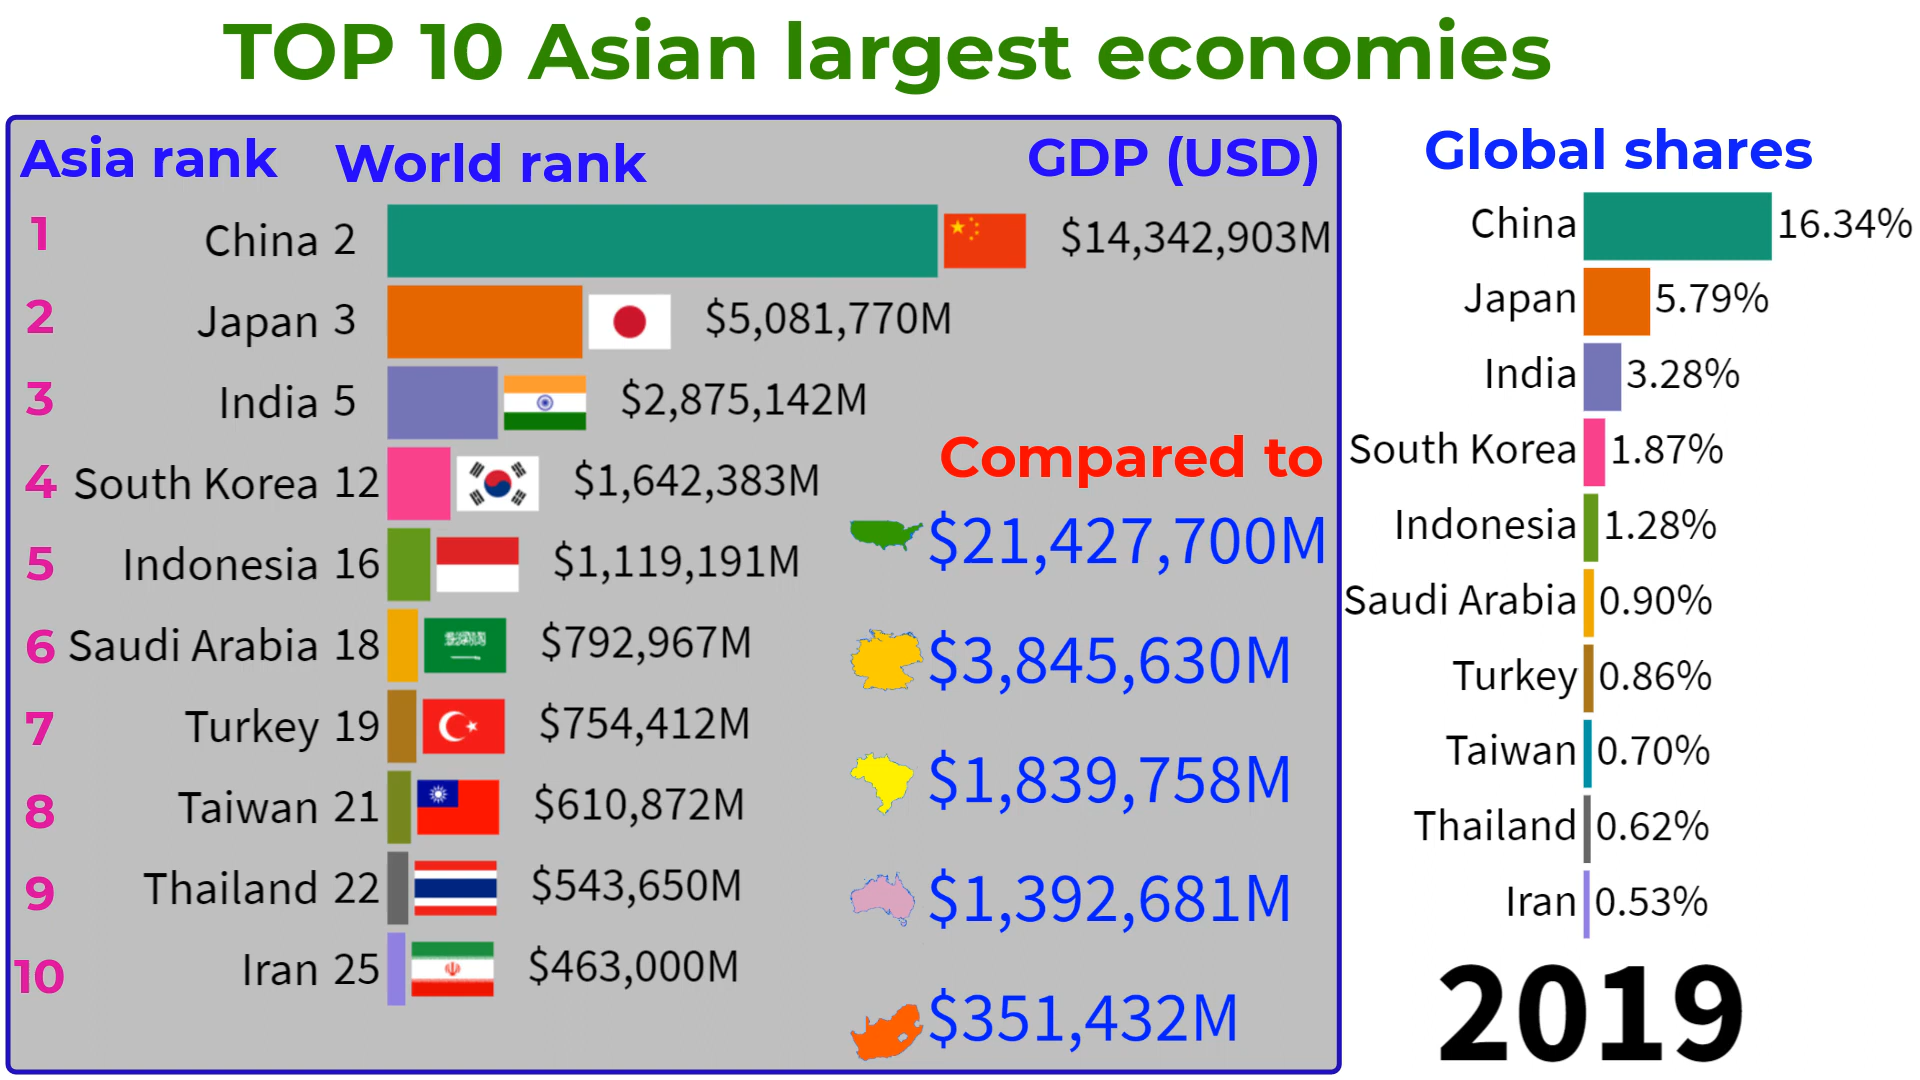 TOP 10 Asian largest economies
Asia rank World rank GDP (USD)
1 China 2 $14,342,903M
2 Japan 3 $5,081,770M
3 India 5 $2,875,142M
4 South Korea 12 $1,642,383M
5 Indonesia 16 $1,119,191M
6 Saudi Arabia 18 $792,967M
7 Turkey 19 $754,412M
8 Taiwan 21 $610,872M
9 Thailand 22 $543,650M
10 Iran 25 $463,000M
Compared to
$21,427,700M
$3,845,630M
$1,839,758M
$1,392,681M
$351,432M
Global shares
China 16.34%
Japan 5.79%
India 3.28%
South Korea 1.87%
Indonesia 1.28%
Saudi Arabia 0.90%
Turkey 0.86%
Taiwan 0.70%
Thailand 0.62%
Iran 0.53%
2019